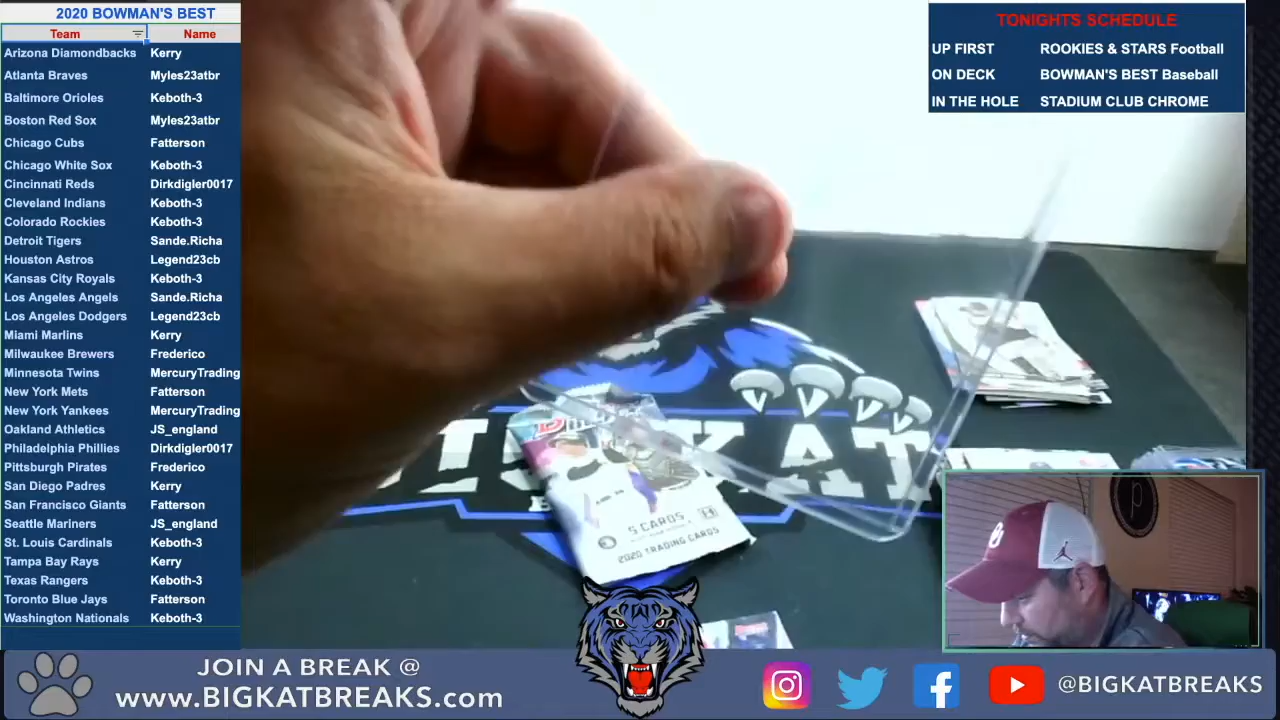 2020 BOWMAN'S BEST
Team Name
Arizona Diamondbacks Kerry
Atlanta Braves Myles23atbr
Baltimore Orioles Keboth-3
Boston Red Sox Myles23atbr
Chicago Cubs Fatterson
Chicago White Sox Keboth-3
Cincinnati Reds Dirkdigler0017
Cleveland Indians Keboth-3
Colorado Rockies Keboth-3
Detroit Tigers Sande.Richa
Houston Astros Legend23cb
Kansas City Royals Keboth-3
Los Angeles Angels Sande.Richa
Los Angeles Dodgers Legend23cb
Miami Marlins Kerry
Milwaukee Brewers Frederico
Minnesota Twins MercuryTrading
New York Mets Fatterson
New York Yankees MercuryTrading
Oakland Athletics JS_england
Philadelphia Phillies Dirkdigler0017
Pittsburgh Pirates Frederico
San Diego Padres Kerry
San Francisco Giants Fatterson
Seattle Mariners JS_england
St. Louis Cardinals Keboth-3
Tampa Bay Rays Kerry
Texas Rangers Keboth-3
Toronto Blue Jays Fatterson
Washington Nationals Keboth-3
TONIGHTS SCHEDULE
UP FIRST ROOKIES & STARS Football
ON DECK BOWMAN'S BEST Baseball
IN THE HOLE STADIUM CLUB CHROME
KAT
5 CARDS
2020 TRADING CARDS
JOIN A BREAK @
www.BIGKATBREAKS.com
@BIGKATBREAKS